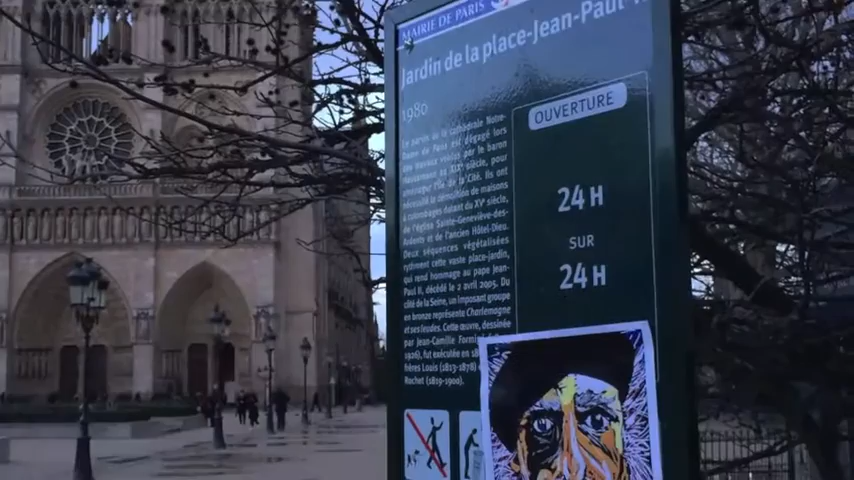 MAIRIE DE PARIS
Jardin de la place-Jean-Paul
1980
OUVERTURE
24 H
SUR
24 H
Le parvis de la cathédrale Notre-
Dame de Paris est dégagé lors
des travaux voulus par le baron
au XIXe siècle, pour
aménager l'île de la Cité. Ils ont
nécessité la démolition de maisons
à colombages datant du XVe siècle,
de l'église Sainte-Geneviève-des-
Ardents et de l'ancien Hôtel-Dieu.
Deux séquences végétalisées
rythment cette vaste place-jardin,
qui rend hommage au pape Jean-
Paul II, décédé le 2 avril 2005. Du
côté de la Seine, un imposant groupe
en bronze représente Charlemagne
et ses leudes. Cette œuvre, dessinée
par Jean-Camille
1926), fut exécutée en
frères Louis (1813-1878)
Rochet (1819-1900).